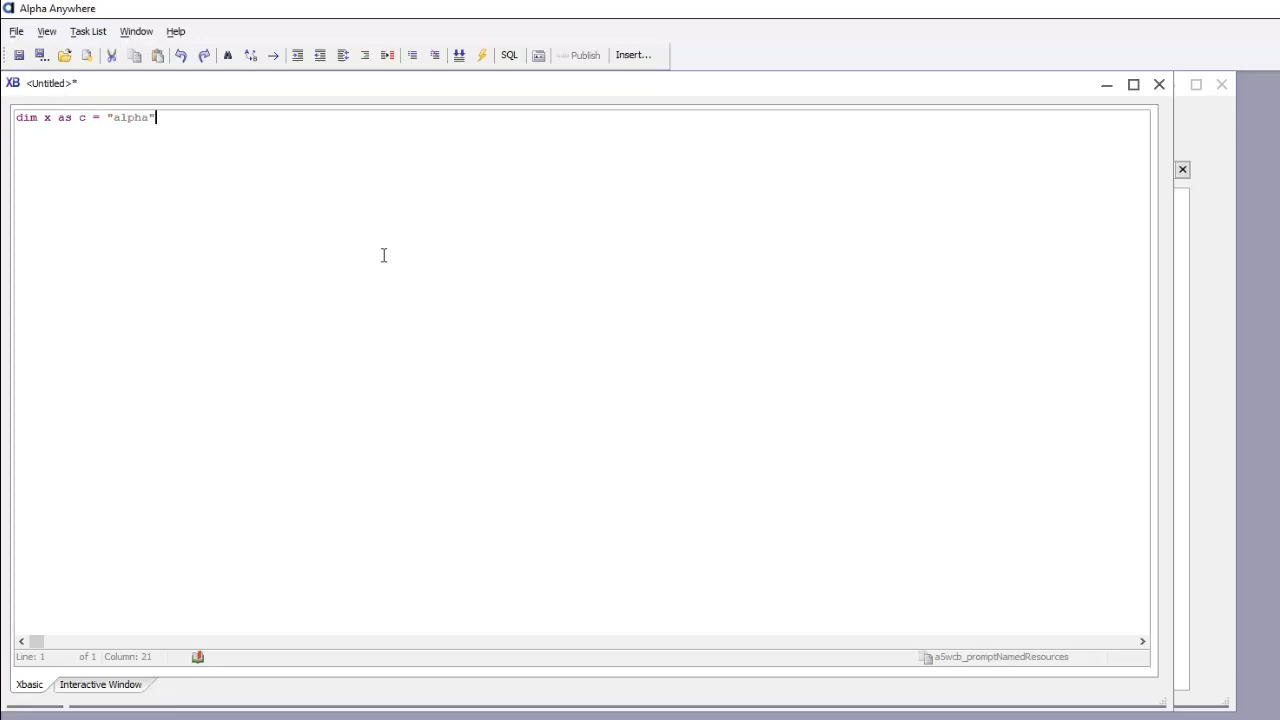 Alpha Anywhere
File View Task List Window Help
SQL Publish Insert...
XB <Untitled>*
dim x as c = "alpha"
Line: 1 of 1 Column: 21 a5wcb_promptNamedResources
Xbasic Interactive Window